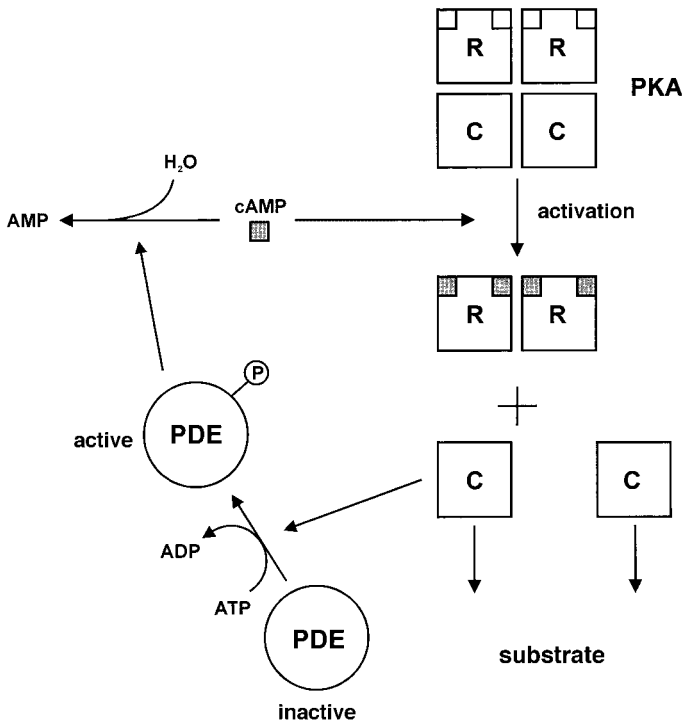 R R
PKA
C C
H₂O
cAMP
AMP
activation
R R
P
active PDE
C C
ADP
ATP
PDE
substrate
inactive